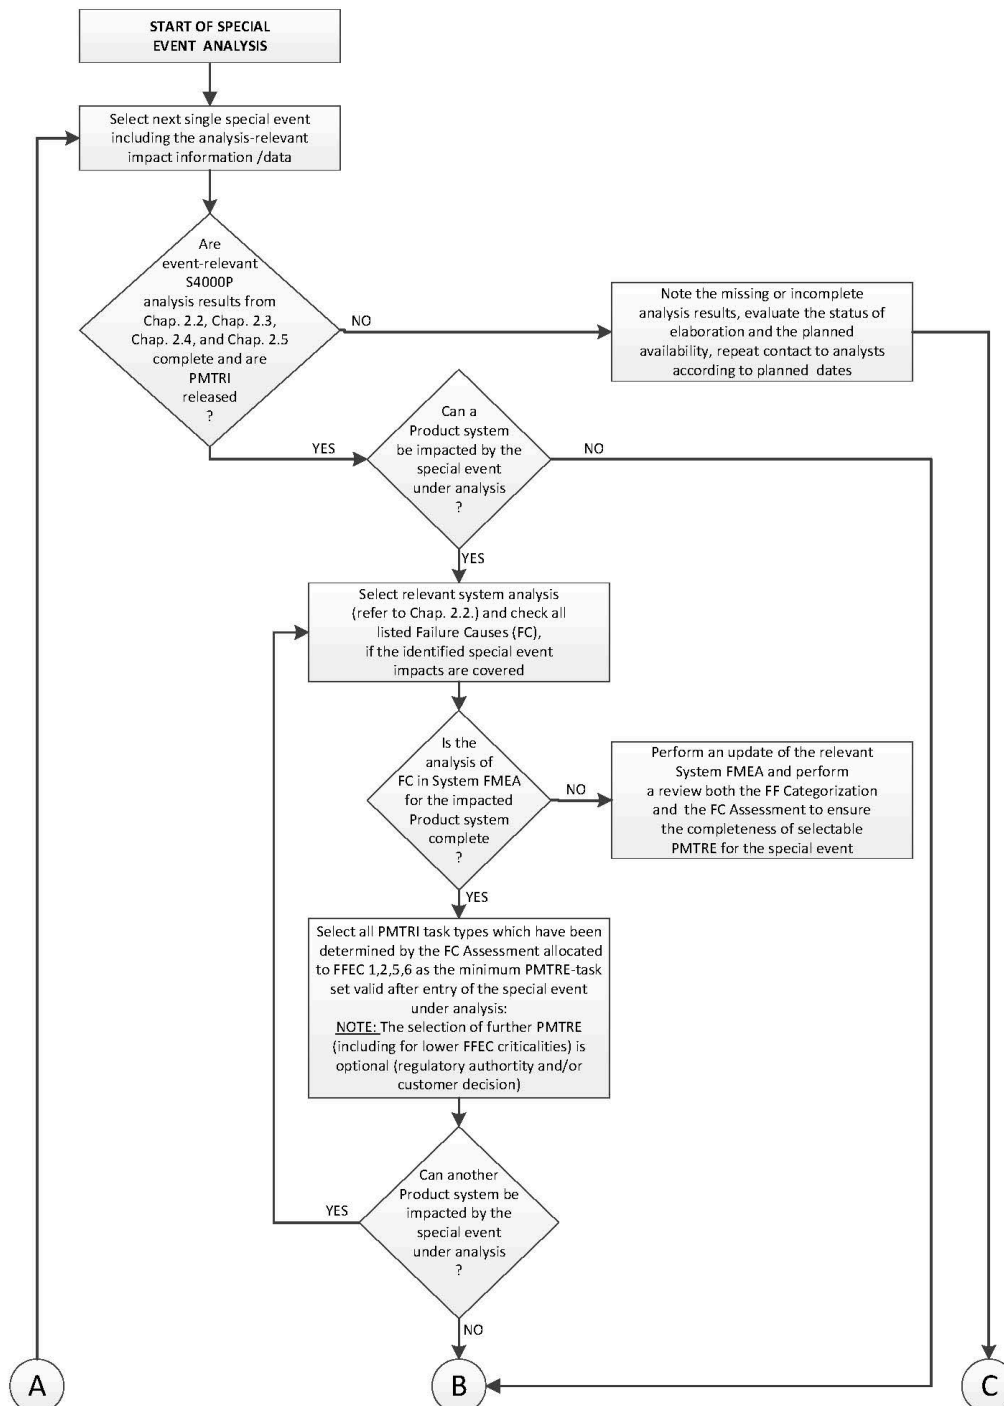 START OF SPECIAL
EVENT ANALYSIS
Select next single special event
including the analysis-relevant
impact information /data
Are
event-relevant
S4000P
analysis results from
Chap. 2.2, Chap. 2.3,
Chap. 2.4, and Chap. 2.5
complete and are
PMTRI
released
?
NO
Note the missing or incomplete
analysis results, evaluate the status of
elaboration and the planned
availability, repeat contact to analysts
according to planned dates
YES
Can a
Product system
be impacted by the
special event
under analysis
?
NO
YES
Select relevant system analysis
(refer to Chap. 2.2.) and check all
listed Failure Causes (FC),
if the identified special event
impacts are covered
Is the
analysis of
FC in System FMEA
for the impacted
Product system
complete
?
NO
Perform an update of the relevant
System FMEA and perform
a review both the FF Categorization
and the FC Assessment to ensure
the completeness of selectable
PMTRE for the special event
YES
Select all PMTRI task types which have been
determined by the FC Assessment allocated
to FFEC 1,2,5,6 as the minimum PMTRE-task
set valid after entry of the special event
under analysis:
NOTE: The selection of further PMTRE
(including for lower FFEC criticalities) is
optional (regulatory authortity and/or
customer decision)
Can another
Product system be
impacted by the
special event
under analysis
?
YES
NO
A
B
C